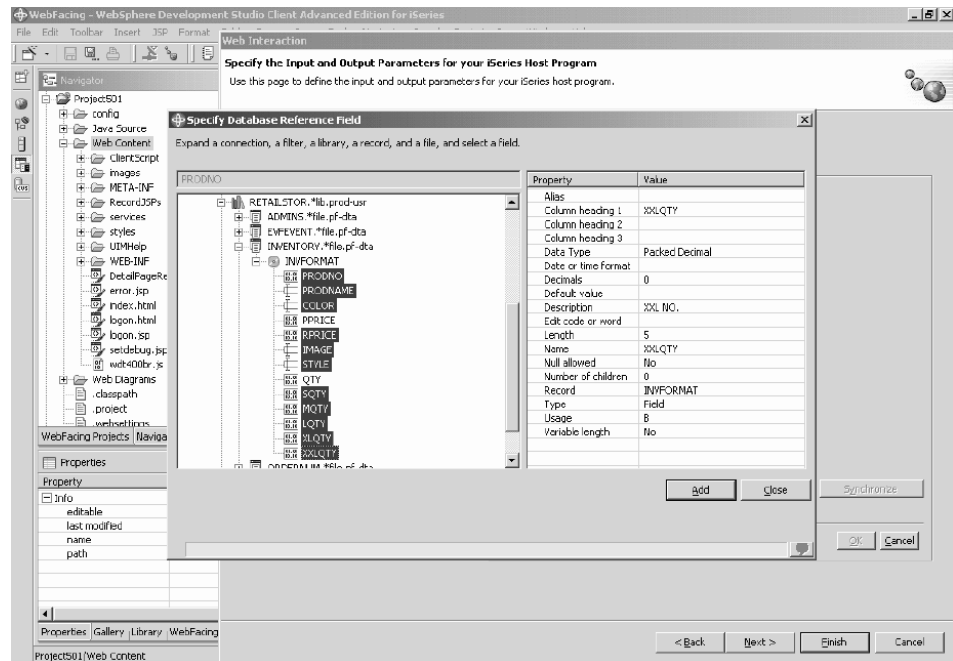 WebFacing - WebSphere Development Studio Client Advanced Edition for iSeries
File Edit Toolbar Insert JSP Format
Web Interaction
Specify the Input and Output Parameters for your iSeries Host Program
Use this page to define the input and output parameters for your iSeries host program.
Navigator
Project501
config
Java Source
Web Content
ClientScript
images
META-INF
RecordJSPs
services
styles
UIMHelp
WEB-INF
DetailPageRe
error.jsp
index.html
logon.html
logon.jsp
setdebug.jsp
wdt400br.js
Web Diagrams
.classpath
.project
.websettings
WebFacing Projects Naviga
Properties
Property
Info
editable
last modified
name
path
Properties Gallery Library WebFacing
Project501/Web Content
Specify Database Reference Field
Expand a connection, a filter, a library, a record, and a file, and select a field.
PRODNO
RETAILSTOR.*lib.prod-usr
ADMINS.*file.pf-dta
EVFEVENT.*file.pf-dta
INVENTORY.*file.pf-dta
INVFORMAT
PRODNO
PRODNAME
COLOR
PPRICE
RPRICE
IMAGE
STYLE
QTY
SQTY
MQTY
LQTY
XLQTY
XXLQTY
ORDERNUM.*file.pf-dta
Property Value
Alias
Column heading 1 XXLQTY
Column heading 2
Column heading 3
Data Type Packed Decimal
Date or time format
Decimals 0
Default value
Description XXL NO.
Edit code or word
Length 5
Name XXLQTY
Null allowed No
Number of children 0
Record INVFORMAT
Type Field
Usage B
Variable length No
Add Close
Synchronize
OK Cancel
< Back Next > Finish Cancel